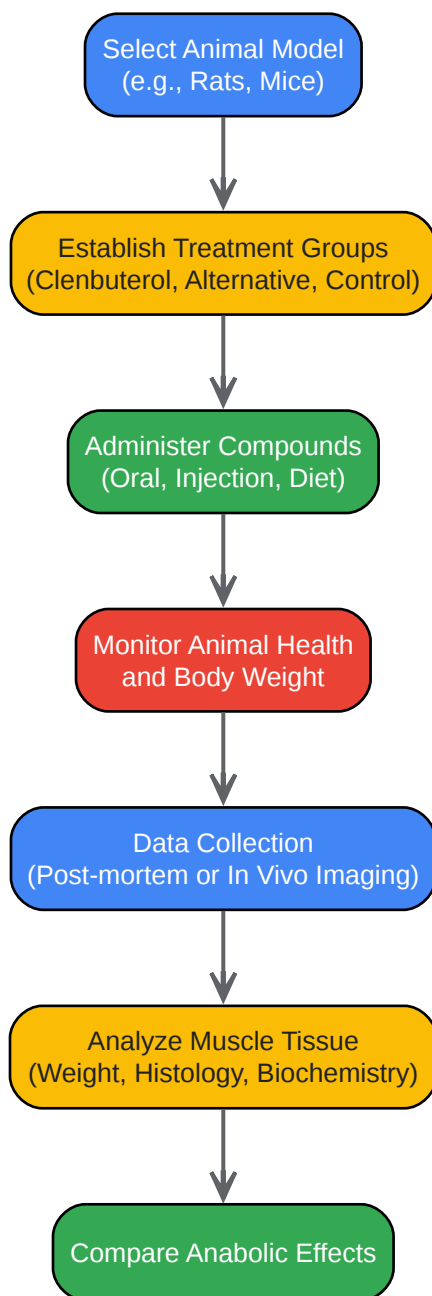 Select Animal Model
(e.g., Rats, Mice)
Establish Treatment Groups
(Clenbuterol, Alternative, Control)
Administer Compounds
(Oral, Injection, Diet)
Monitor Animal Health
and Body Weight
Data Collection
(Post-mortem or In Vivo Imaging)
Analyze Muscle Tissue
(Weight, Histology, Biochemistry)
Compare Anabolic Effects